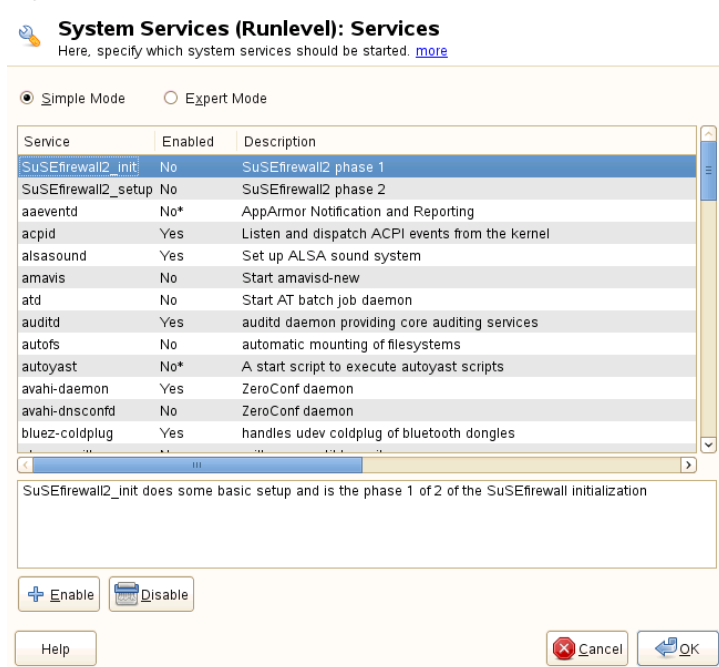 System Services (Runlevel): Services
Here, specify which system services should be started. more
Simple Mode Expert Mode
Service Enabled Description
SuSEfirewall2_init No SuSEfirewall2 phase 1
SuSEfirewall2_setup No SuSEfirewall2 phase 2
aaeventd No* AppArmor Notification and Reporting
acpid Yes Listen and dispatch ACPI events from the kernel
alsasound Yes Set up ALSA sound system
amavis No Start amavisd-new
atd No Start AT batch job daemon
auditd Yes auditd daemon providing core auditing services
autofs No automatic mounting of filesystems
autoyast No* A start script to execute autoyast scripts
avahi-daemon Yes ZeroConf daemon
avahi-dnsconfd No ZeroConf daemon
bluez-coldplug Yes handles udev coldplug of bluetooth dongles
SuSEfirewall2_init does some basic setup and is the phase 1 of 2 of the SuSEfirewall initialization
Enable Disable
Help Cancel OK